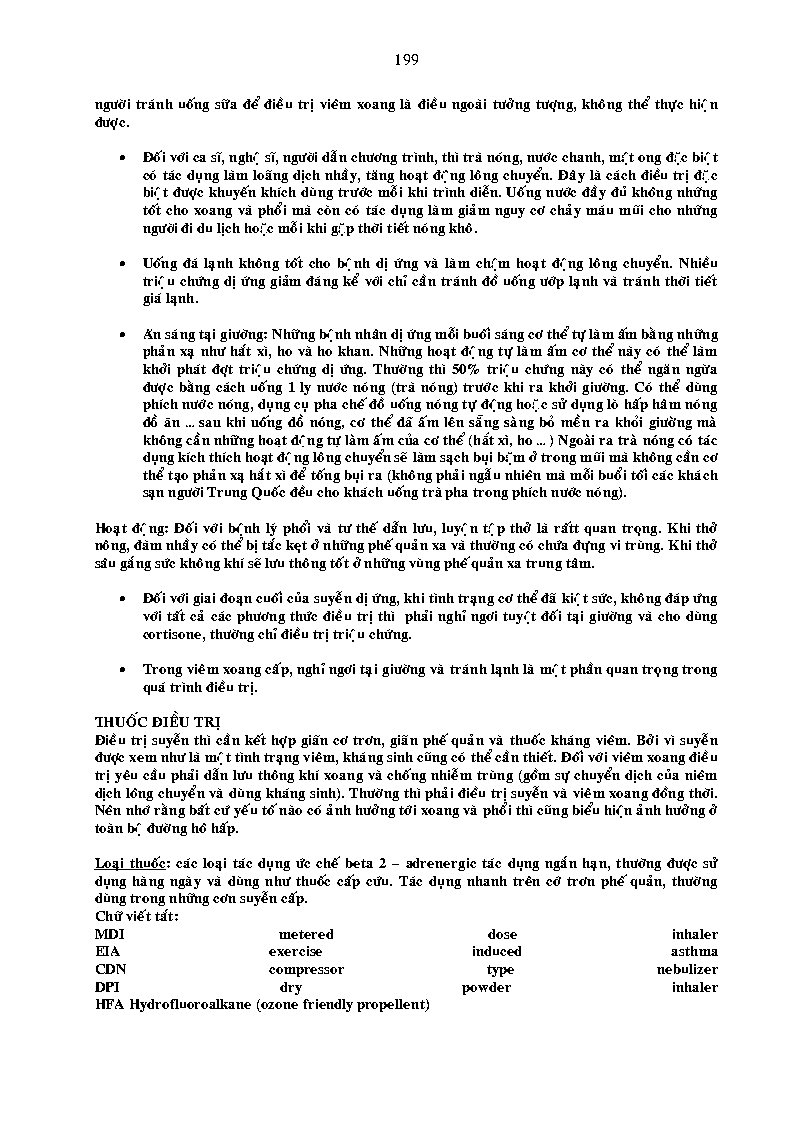 199
người tránh uống sữa để điều trị viêm xoang là điều ngoài tưởng tượng, không thể thực hiện
được.
• Đối với ca sĩ, nghệ sĩ, người dẫn chương trình, thì trà nóng, nước chanh, mật ong đặc biệt
có tác dụng làm loãng dịch nhầy, tăng hoạt động lông chuyển. Đây là cách điều trị đặc
biệt được khuyến khích dùng trước mỗi khi trình diễn. Uống nước đầy đủ không những
tốt cho xoang và phổi mà còn có tác dụng làm giảm nguy cơ chảy máu mũi cho những
người đi du lịch hoặc mỗi khi gặp thời tiết nóng khô.
• Uống đá lạnh không tốt cho bệnh dị ứng và làm chậm hoạt động lông chuyển. Nhiều
triệu chứng dị ứng giảm đáng kể với chỉ cần tránh đồ uống ướp lạnh và tránh thời tiết
giá lạnh.
• Ăn sáng tại giường: Những bệnh nhân dị ứng mỗi buổi sáng cơ thể tự làm ấm bằng những
phản xạ như hắt xì, ho và ho khan. Những hoạt động tự làm ấm cơ thể này có thể làm
khởi phát đợt triệu chứng dị ứng. Thường thì 50% triệu chứng này có thể ngăn ngừa
được bằng cách uống 1 ly nước nóng (trà nóng) trước khi ra khỏi giường. Có thể dùng
phích nước nóng, dụng cụ pha chế đồ uống nóng tự động hoặc sử dụng lò hấp hâm nóng
đồ ăn ... sau khi uống đồ nóng, cơ thể đã ấm lên sẵng sàng bỏ mền ra khỏi giường mà
không cần những hoạt động tự làm ấm của cơ thể (hắt xì, ho ... ) Ngoài ra trà nóng có tác
dụng kích thích hoạt động lông chuyển sẽ làm sạch bụi bặm ở trong mũi mà không cần cơ
thể tạo phản xạ hắt xì để tống bụi ra (không phải ngẫu nhiên mà mỗi buổi tối các khách
sạn người Trung Quốc đều cho khách uống trà pha trong phích nước nóng).
Hoạt động: Đối với bệnh lý phổi và tư thế dẫn lưu, luyện tập thở là rấtt quan trọng. Khi thở
nông, đàm nhầy có thể bị tắc kẹt ở những phế quản xa và thường có chứa đựng vi trùng. Khi thở
sâu gắng sức không khí sẽ lưu thông tốt ở những vùng phế quản xa trung tâm.
• Đối với giai đoạn cuối của suyễn dị ứng, khi tình trạng cơ thể đã kiệt sức, không đáp ứng
với tất cả các phương thức điều trị thì phải nghỉ ngơi tuyệt đối tại giường và cho dùng
cortisone, thường chỉ điều trị triệu chứng.
• Trong viêm xoang cấp, nghỉ ngơi tại giường và tránh lạnh là một phần quan trọng trong
quá trình điều trị.
THUỐC ĐIỀU TRỊ
Điều trị suyễn thì cần kết hợp giãn cơ trơn, giãn phế quản và thuốc kháng viêm. Bởi vì suyễn
được xem như là một tình trạng viêm, kháng sinh cũng có thể cần thiết. Đối với viêm xoang điều
trị yêu cầu phải dẫn lưu thông khí xoang và chống nhiễm trùng (gồm sự chuyển dịch của niêm
dịch lông chuyển và dùng kháng sinh). Thường thì phải điều trị suyễn và viêm xoang đồng thời.
Nên nhớ rằng bất cứ yếu tố nào có ảnh hưởng tới xoang và phổi thì cũng biểu hiện ảnh hưởng ở
toàn bộ đường hô hấp.
Loại thuốc: các loại tác dụng ức chế beta 2 – adrenergic tác dụng ngắn hạn, thường được sử
dụng hàng ngày và dùng như thuốc cấp cứu. Tác dụng nhanh trên cở trơn phế quản, thường
dùng trong những cơn suyễn cấp.
Chữ viết tắt:
MDI metered dose inhaler
EIA exercise induced asthma
CDN compressor type nebulizer
DPI dry powder inhaler
HFA Hydrofluoroalkane (ozone friendly propellent)